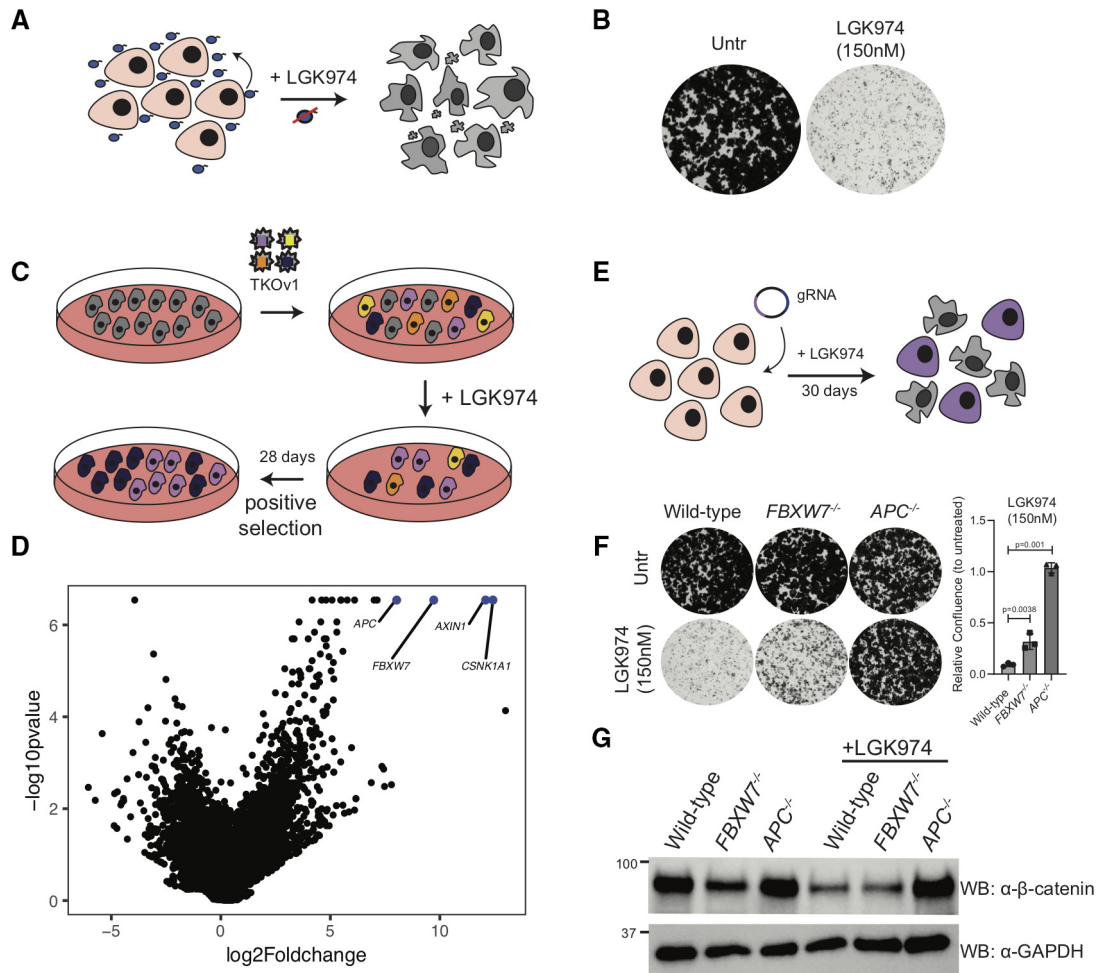 A
+ LGK974
B
Untr
LGK974
(150nM)
C
TKOv1
+ LGK974
28 days
positive
selection
D
−log10pvalue
6
4
2
0
APC
FBXW7
AXIN1
CSNK1A1
−5
0
5
10
log2Foldchange
E
gRNA
+ LGK974
30 days
F
Wild-type
FBXW7-/-
APC-/-
Untr
LGK974
(150nM)
LGK974
(150nM)
Relative Confluence (to untreated)
1.5
1.0
0.5
0.0
p=0.001
p=0.0038
Wild-type
FBXW7-/-
APC-/-
G
+LGK974
Wild-type
FBXW7-/-
APC-/-
Wild-type
FBXW7-/-
APC-/-
100
WB: α-β-catenin
37
WB: α-GAPDH